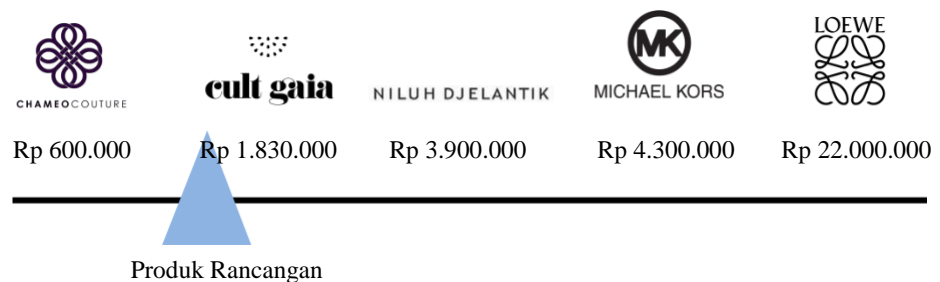 CHAMEOCOUTURE
cult gaia
NILUH DJELANTIK
MK
MICHAEL KORS
LOEWE
Rp 600.000
Rp 1.830.000
Rp 3.900.000
Rp 4.300.000
Rp 22.000.000
Produk Rancangan